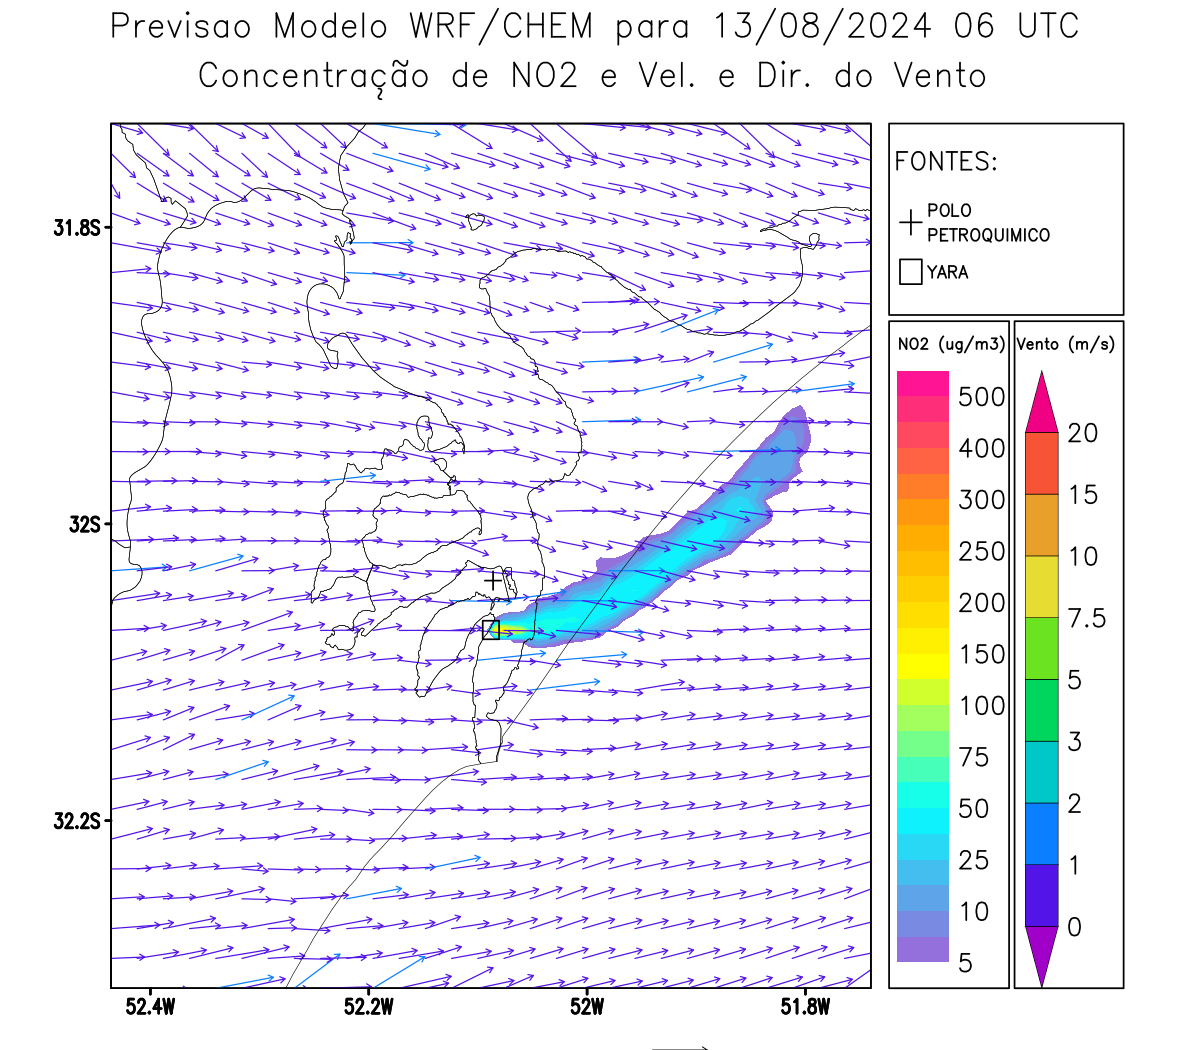 Previsao Modelo WRF/CHEM para 13/08/2024 06 UTC
Concentração de NO2 e Vel. e Dir. do Vento
FONTES:
POLO
PETROQUIMICO
YARA
31.8S
32S
32.2S
52.4W
52.2W
52W
51.8W
NO2 (ug/m3)
500
400
300
250
200
150
100
75
50
25
10
5
Vento (m/s)
20
15
10
7.5
5
3
2
1
0